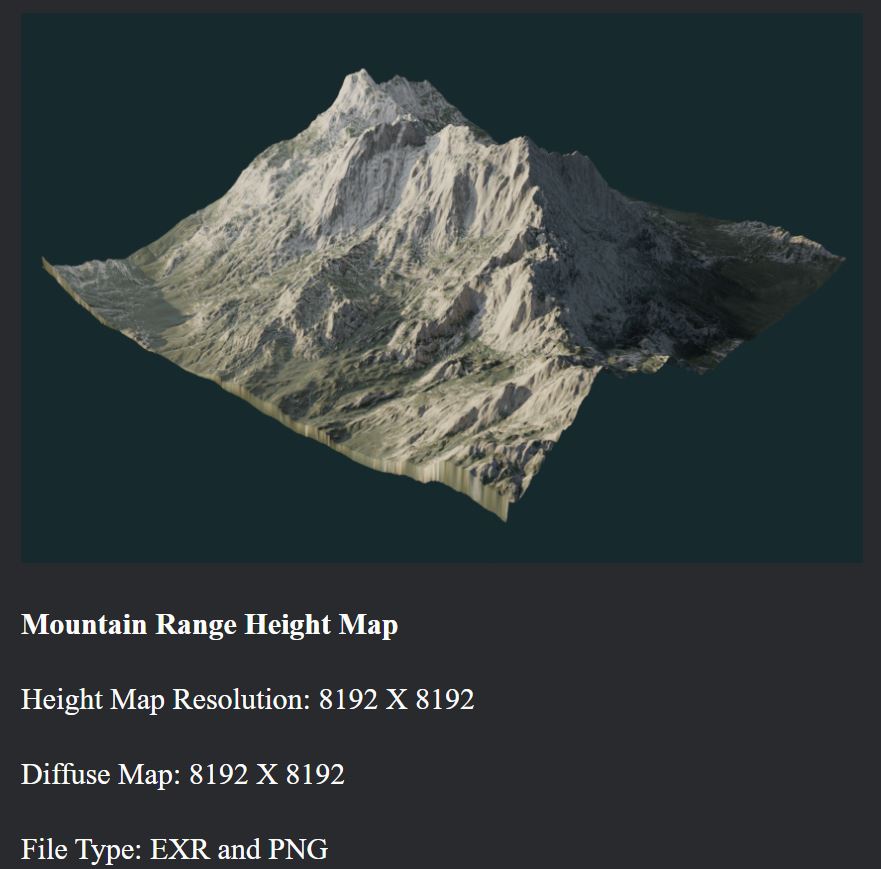 Mountain Range Height Map
Height Map Resolution: 8192 X 8192
Diffuse Map: 8192 X 8192
File Type: EXR and PNG